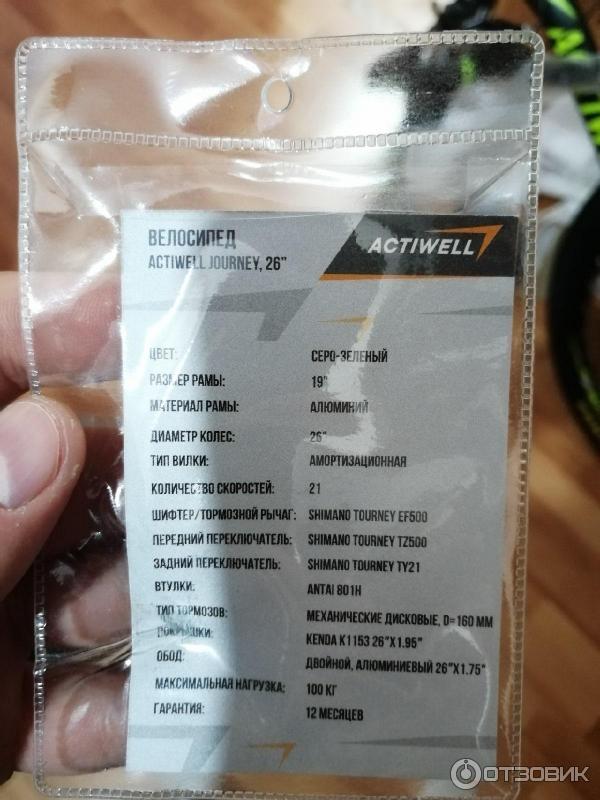 ВЕЛОСИПЕД
ACTIWELL JOURNEY, 26"
ACTIWELL
ЦВЕТ: СЕРО-ЗЕЛЕНЫЙ
РАЗМЕР РАМЫ: 19"
МАТЕРИАЛ РАМЫ: АЛЮМИНИЙ
ДИАМЕТР КОЛЕС: 26"
ТИП ВИЛКИ: АМОРТИЗАЦИОННАЯ
КОЛИЧЕСТВО СКОРОСТЕЙ: 21
ШИФТЕР/ТОРМОЗНОЙ РЫЧАГ: SHIMANO TOURNEY EF500
ПЕРЕДНИЙ ПЕРЕКЛЮЧАТЕЛЬ: SHIMANO TOURNEY TZ500
ЗАДНИЙ ПЕРЕКЛЮЧАТЕЛЬ: SHIMANO TOURNEY TY21
ВТУЛКИ: ANTAI 801H
ТИП ТОРМОЗОВ: МЕХАНИЧЕСКИЕ ДИСКОВЫЕ, D=160 ММ
ПОКРЫШКИ: KENDA K1153 26"X1.95"
ОБОД: ДВОЙНОЙ, АЛЮМИНИЕВЫЙ 26"X1.75"
МАКСИМАЛЬНАЯ НАГРУЗКА: 100 КГ
ГАРАНТИЯ: 12 МЕСЯЦЕВ
ОТЗОВИК